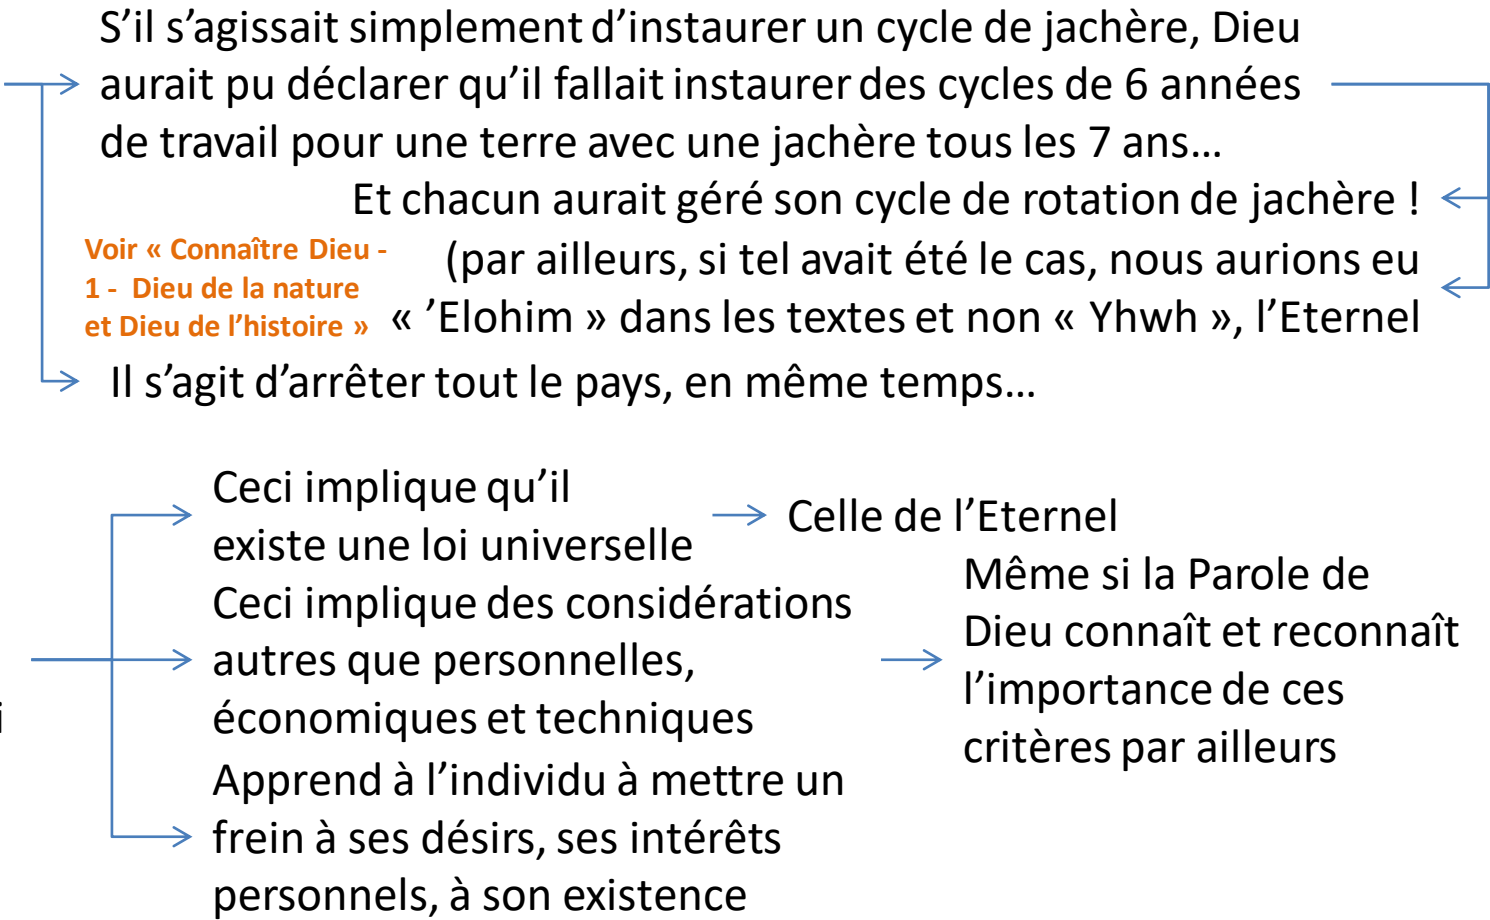 S’il s’agissait simplement d’instaurer un cycle de jachère, Dieu
aurait pu déclarer qu’il fallait instaurer des cycles de 6 années
de travail pour une terre avec une jachère tous les 7 ans…
Et chacun aurait géré son cycle de rotation de jachère !
Voir « Connaître Dieu -
1 - Dieu de la nature
et Dieu de l’histoire »
(par ailleurs, si tel avait été le cas, nous aurions eu
« ’Elohim » dans les textes et non « Yhwh », l’Eternel
Il s’agit d’arrêter tout le pays, en même temps…
Ceci implique qu’il
existe une loi universelle
Celle de l’Eternel
Ceci implique des considérations
autres que personnelles,
économiques et techniques
Même si la Parole de
Dieu connaît et reconnaît
l’importance de ces
critères par ailleurs
i
Apprend à l’individu à mettre un
frein à ses désirs, ses intérêts
personnels, à son existence